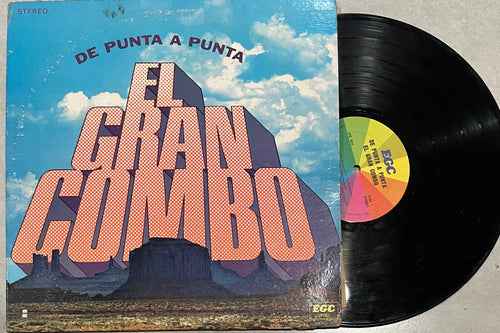 STEREO
DE PUNTA A PUNTA
EL
GRAN
COMBO
EGC
EGC
DE PUNTA A PUNTA
EL GRAN COMBO